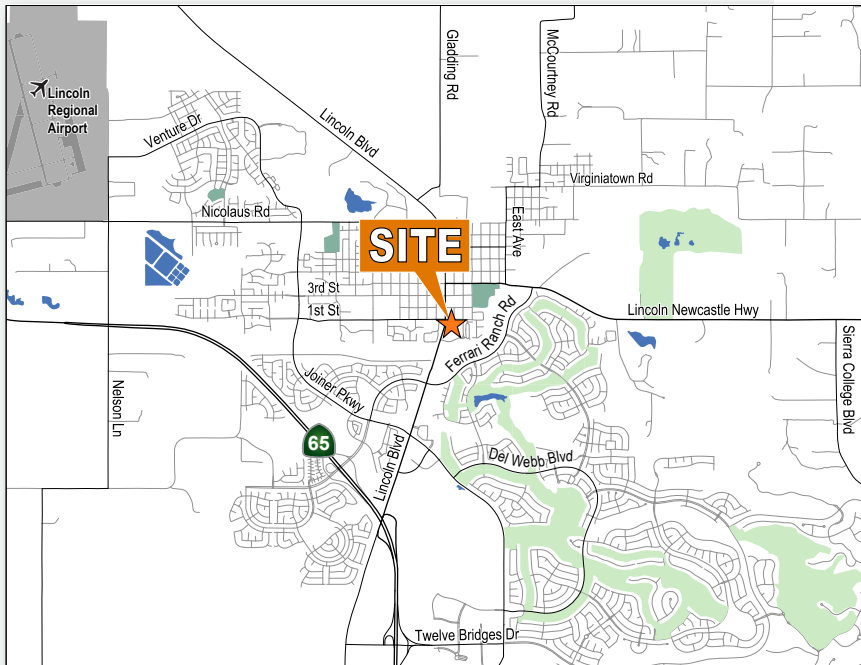 Lincoln
Regional
Airport
Venture Dr
Lincoln Blvd
Gladding Rd
McCourtney Rd
Virginiatown Rd
Nicolaus Rd
East Ave
SITE
3rd St
1st St
Lincoln Newcastle Hwy
Ferrari Ranch Rd
Sierra College Blvd
Nelson Ln
Joiner Pkwy
65
Lincoln Blvd
Del Webb Blvd
Twelve Bridges Dr